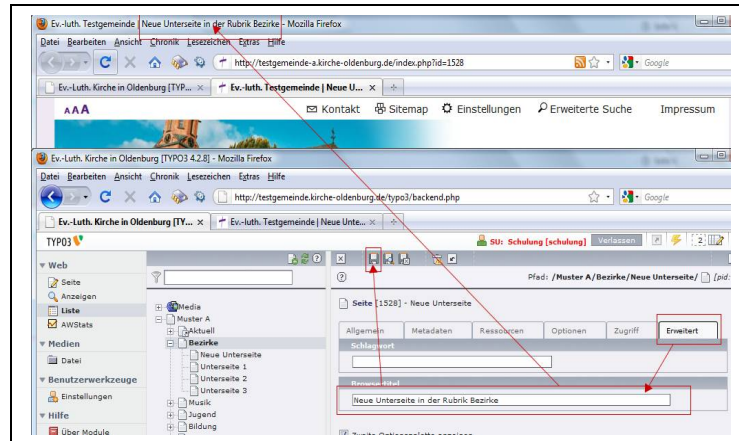 Ev.-luth. Testgemeinde | Neue Unterseite in der Rubrik Bezirke - Mozilla Firefox
Datei Bearbeiten Ansicht Chronik Lesezeichen Extras Hilfe
http://testgemeinde-a.kirche-oldenburg.de/index.php?id=1528 Google
Ev.-Luth. Kirche in Oldenburg [TYP... Ev.-luth. Testgemeinde | Neue U...
A A A Kontakt Sitemap Einstellungen Erweiterte Suche Impressum
Ev.-Luth. Kirche in Oldenburg [TYPO3 4.2.8] - Mozilla Firefox
Datei Bearbeiten Ansicht Chronik Lesezeichen Extras Hilfe
http://testgemeinde.kirche-oldenburg.de/typo3/backend.php Google
Ev.-Luth. Kirche in Oldenburg [TY... Ev.-luth. Testgemeinde | Neue Unte...
TYPO3 SU: Schulung [schulung] Verlassen 2
Web
Seite
Anzeigen
Liste
AWStats
Medien
Datei
Benutzerwerkzeuge
Einstellungen
Hilfe
Über Module
Media
Muster A
Aktuell
Bezirke
Neue Unterseite
Unterseite 1
Unterseite 2
Unterseite 3
Musik
Jugend
Bildung
Pfad: /Muster A/Bezirke/Neue Unterseite/ [pid:
Seite [1528] - Neue Unterseite
Allgemein Metadaten Ressourcen Optionen Zugriff Erweitert
Schlagwort
Browsertitel
Neue Unterseite in der Rubrik Bezirke